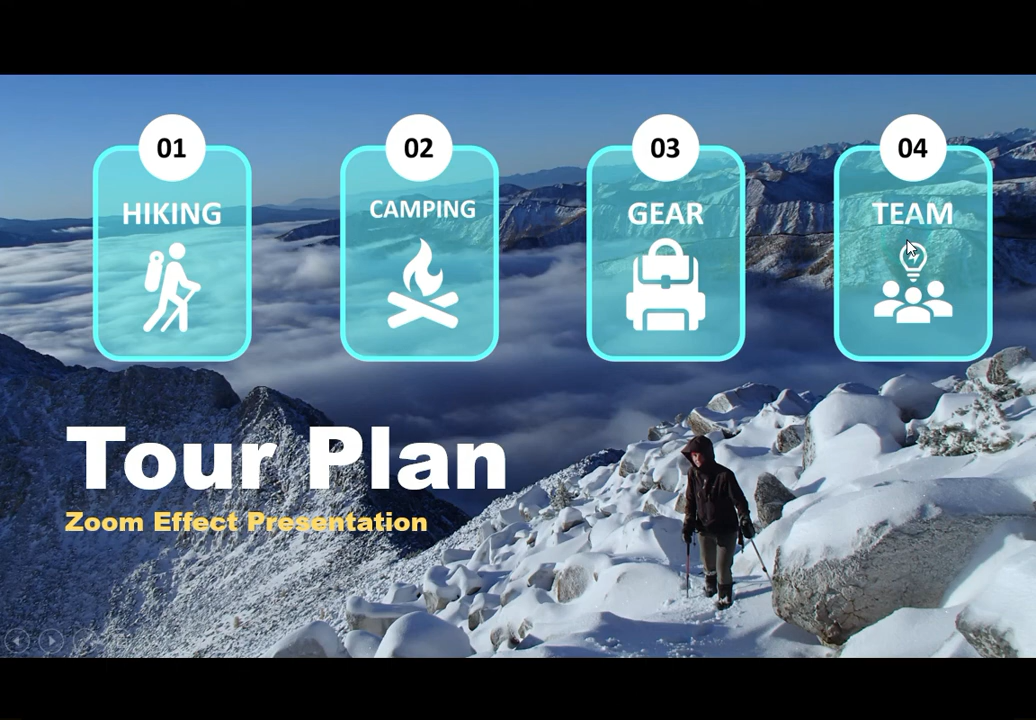 01
02
03
04
HIKING
CAMPING
GEAR
TEAM
Tour Plan
Zoom Effect Presentation